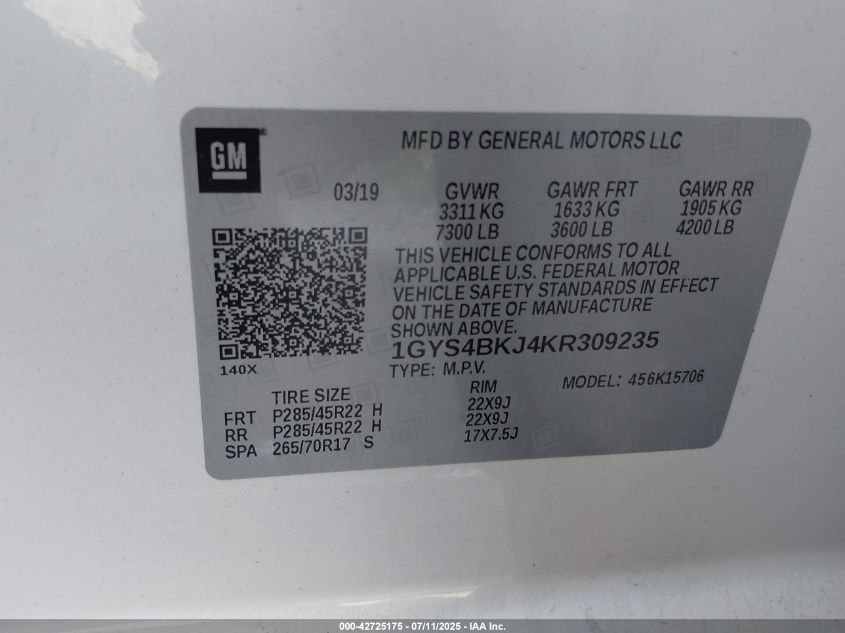 GM
MFD BY GENERAL MOTORS LLC
03/19 GVWR GAWR FRT GAWR RR
3311 KG 1633 KG 1905 KG
7300 LB 3600 LB 4200 LB
THIS VEHICLE CONFORMS TO ALL
APPLICABLE U.S. FEDERAL MOTOR
VEHICLE SAFETY STANDARDS IN EFFECT
ON THE DATE OF MANUFACTURE
SHOWN ABOVE.
1GYS4BKJ4KR309235
140X
TYPE: M.P.V. MODEL: 456K15706
TIRE SIZE RIM
FRT P285/45R22 H 22X9J
RR P285/45R22 H 22X9J
SPA 265/70R17 S 17X7.5J
000-42725175 - 07/11/2025 - IAA Inc.